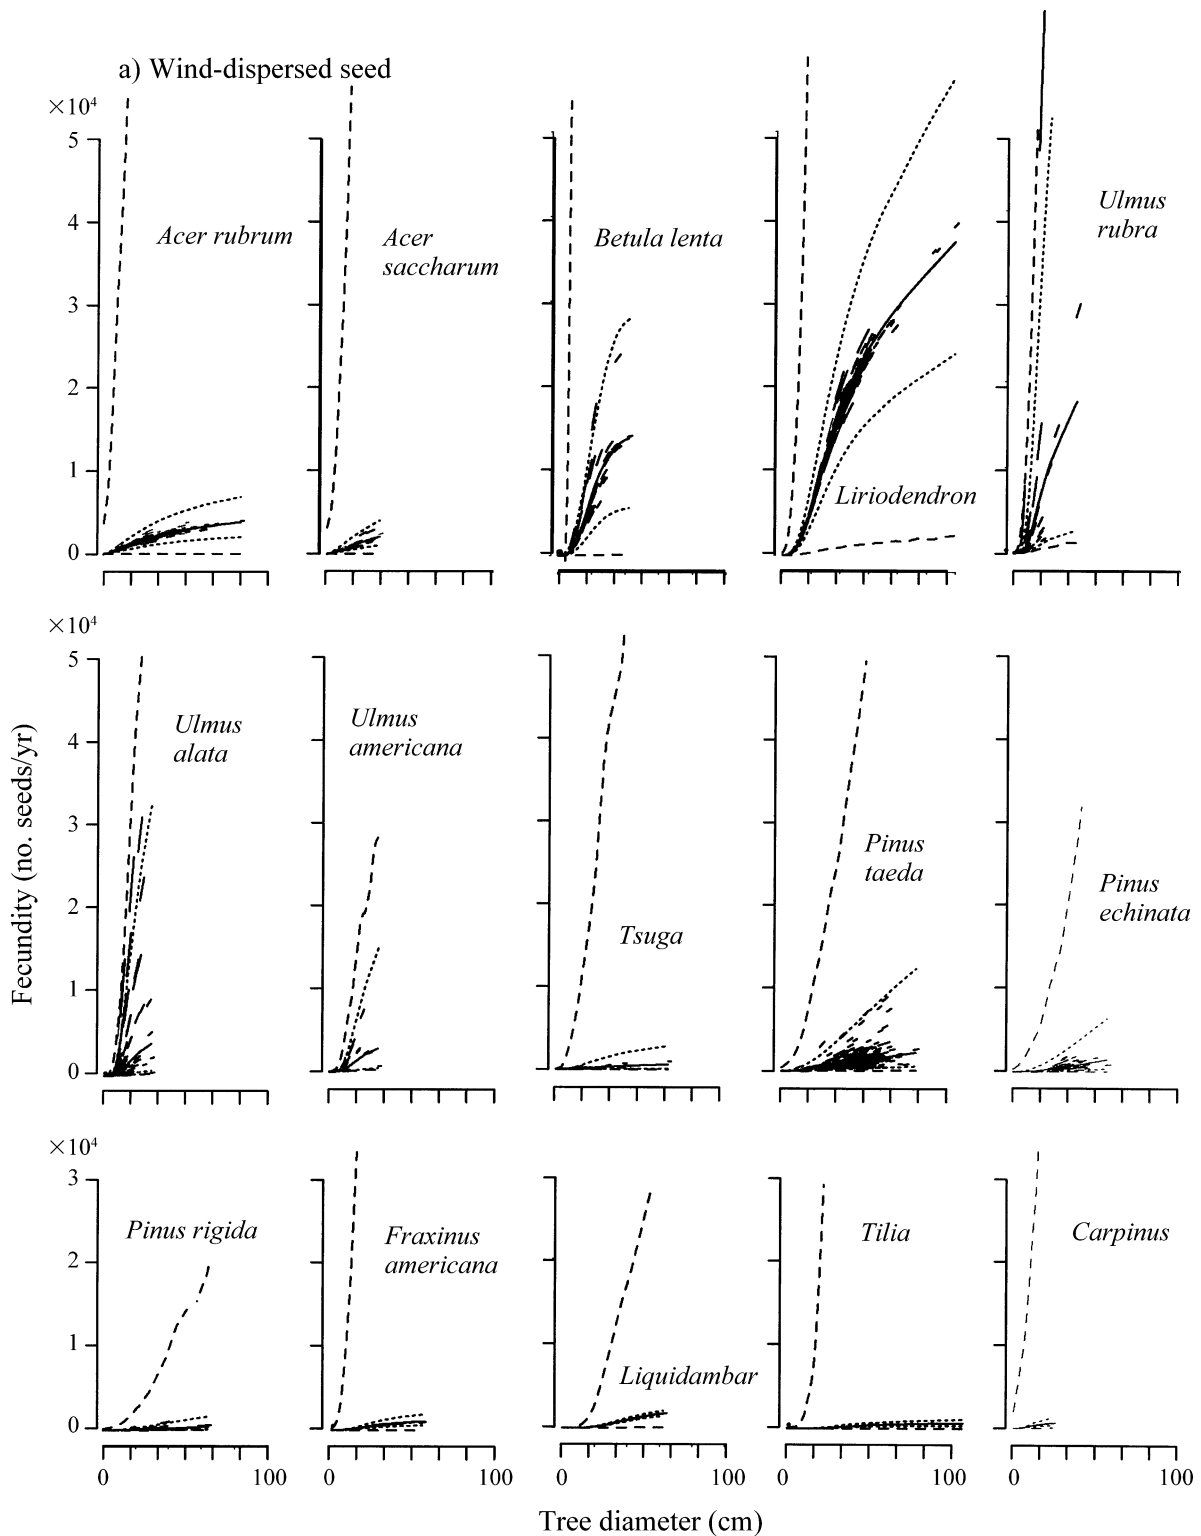 a) Wind-dispersed seed
×10⁴
5
4
3
2
1
0
Acer rubrum
Acer
saccharum
Betula lenta
Liriodendron
Ulmus
rubra
×10⁴
5
4
3
2
1
0
Ulmus
alata
Ulmus
americana
Tsuga
Pinus
taeda
Pinus
echinata
Fecundity (no. seeds/yr)
×10⁴
3
2
1
0
Pinus rigida
Fraxinus
americana
Liquidambar
Tilia
Carpinus
0 100 0 100 0 100 0 100 0 100
Tree diameter (cm)